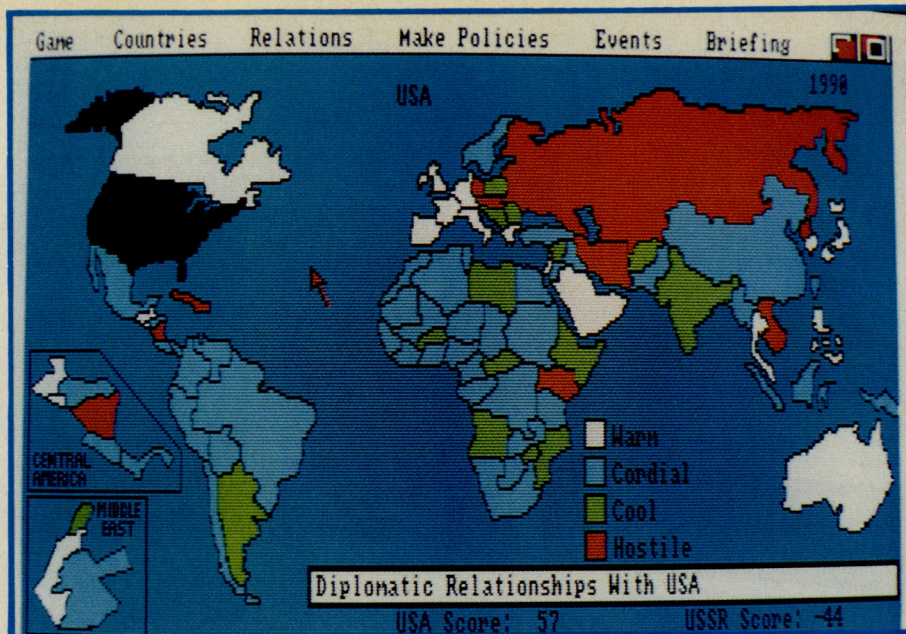 Game Countries Relations Make Policies Events Briefing
USA
1990
CENTRAL
AMERICA
MIDDLE
EAST
Warm
Cordial
Cool
Hostile
Diplomatic Relationships With USA
USA Score: 57 USSR Score: -44